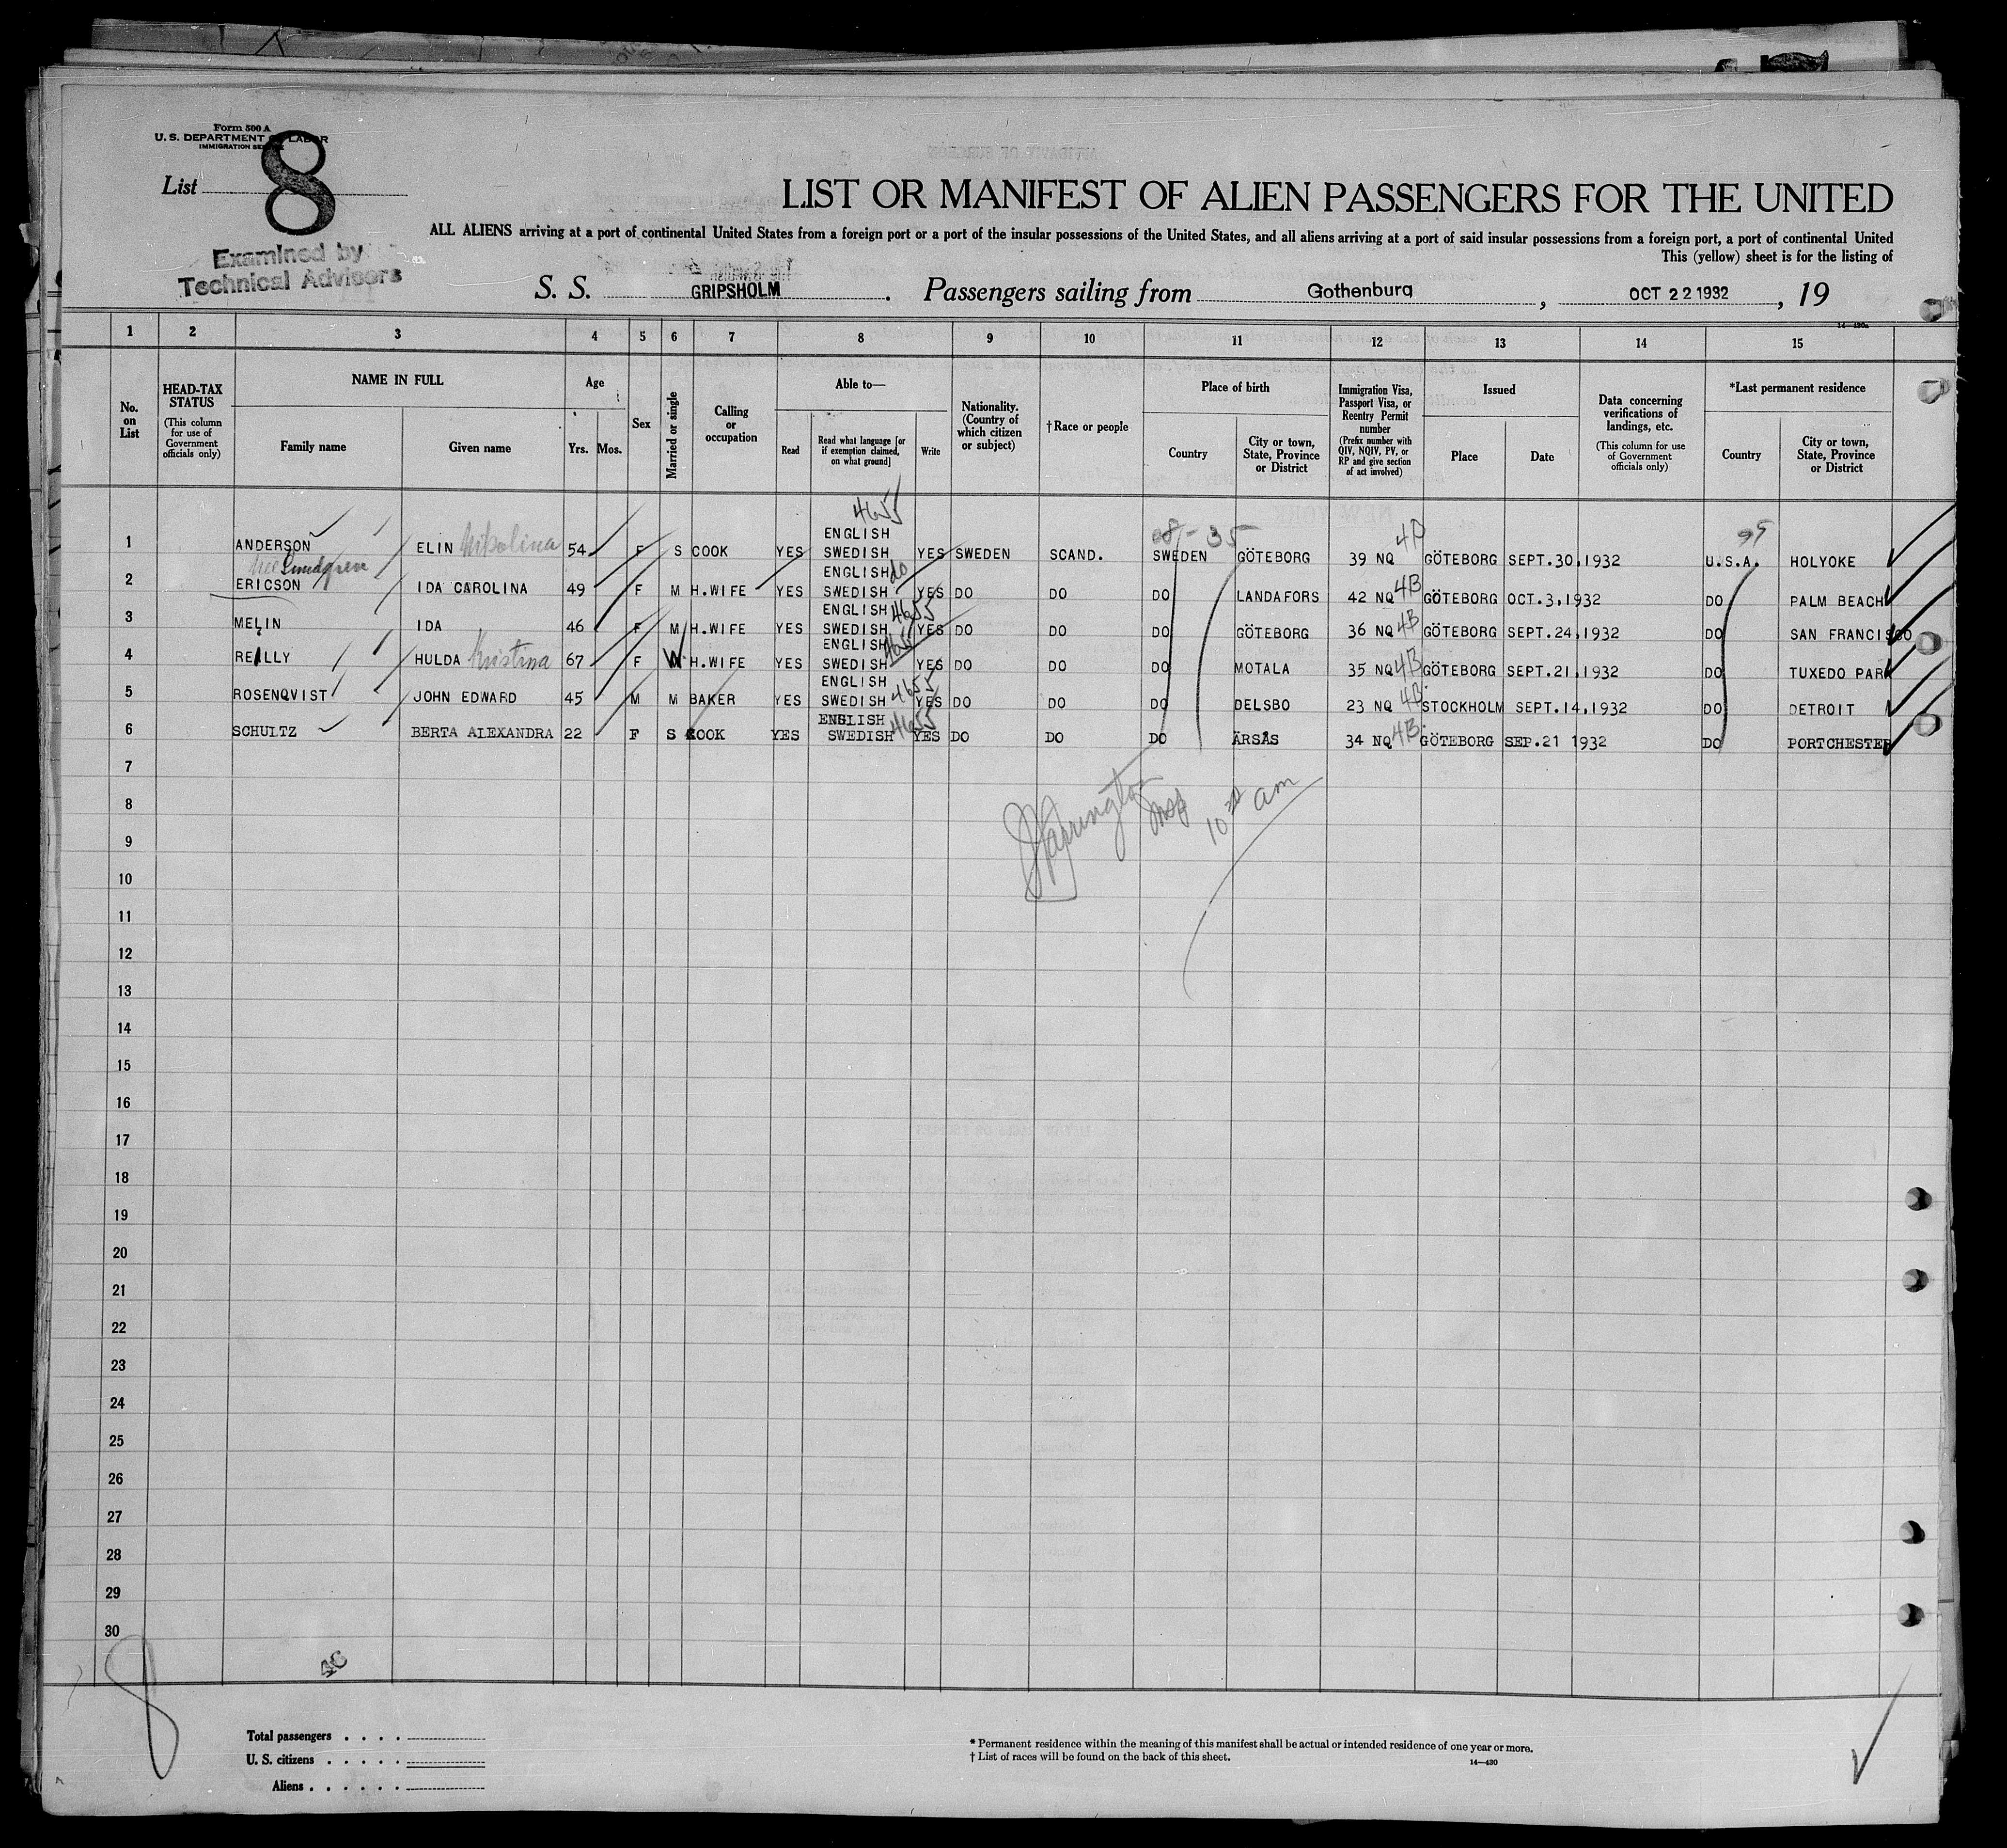 Form 500 A
U. S. DEPARTMENT OF LABOR
IMMIGRATION SERVICE
List 8
Examined by
Technical Advisors
LIST OR MANIFEST OF ALIEN PASSENGERS FOR THE UNITED
ALL ALIENS arriving at a port of continental United States from a foreign port or a port of the insular possessions of the United States, and all aliens arriving at a port of said insular possessions from a foreign port, a port of continental United
This (yellow) sheet is for the listing of
S. S. GRIPSHOLM. Passengers sailing from Gothenburg, OCT 22 1932, 19
14—430a
1 2 3 4 5 6 7 8 9 10 11 12 13 14 15
No. on List
HEAD-TAX STATUS
(This column for use of Government officials only)
NAME IN FULL
Family name
Given name
Age
Yrs. Mos.
Sex
Married or single
Calling or occupation
Able to—
Read
Read what language [or if exemption claimed, on what ground]
Write
Nationality. (Country of which citizen or subject)
†Race or people
Place of birth
Country
City or town, State, Province or District
Immigration Visa, Passport Visa, or Reentry Permit number
(Prefix number with QIV, NQIV, PV, or RP and give section of act involved)
Issued
Place
Date
Data concerning verifications of landings, etc.
(This column for use of Government officials only)
*Last permanent residence
Country
City or town, State, Province or District
4655
08-35 4B 99
1 ANDERSON ELIN Nikolina 54 F S COOK YES ENGLISH SWEDISH YES SWEDEN SCAND. SWEDEN GÖTEBORG 39 NQ GÖTEBORG SEPT.30,1932 U.S.A. HOLYOKE
nee Lundgren
2 ERICSON IDA CAROLINA 49 F M H.WIFE YES ENGLISH SWEDISH do YES DO DO DO LANDAFORS 42 NQ 4B GÖTEBORG OCT.3,1932 DO PALM BEACH
3 MELIN IDA 46 F M H.WIFE YES ENGLISH SWEDISH 4655 YES DO DO DO GÖTEBORG 36 NQ 4B GÖTEBORG SEPT.24,1932 DO SAN FRANCISCO
4 REILLY HULDA Kristina 67 F W H.WIFE YES ENGLISH SWEDISH 4655 YES DO DO DO MOTALA 35 NQ 4B GÖTEBORG SEPT.21,1932 DO TUXEDO PARK
5 ROSENQVIST JOHN EDWARD 45 M M BAKER YES ENGLISH SWEDISH 4655 YES DO DO DO DELSBO 23 NQ 4B STOCKHOLM SEPT.14,1932 DO DETROIT
6 SCHULTZ BERTA ALEXANDRA 22 F S COOK YES ENGLISH SWEDISH 4655 YES DO DO DO ÄRSÅS 34 NQ 4B GÖTEBORG SEP.21 1932 DO PORTCHESTER
7
8
10 30 am
9
10
11
12
13
14
15
16
17
18
19
20
21
22
23
24
25
26
27
28
29
30
8
Total passengers
U. S. citizens
Aliens
* Permanent residence within the meaning of this manifest shall be actual or intended residence of one year or more.
† List of races will be found on the back of this sheet.
14—430